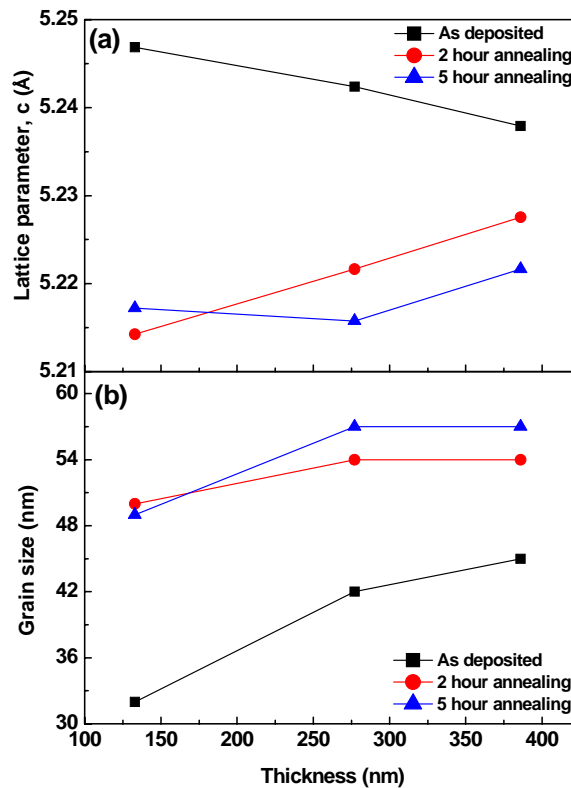 (a)
As deposited
2 hour annealing
5 hour annealing
Lattice parameter, c (Å)
5.25
5.24
5.23
5.22
5.21
(b)
Grain size (nm)
60
54
48
42
36
30
As deposited
2 hour annealing
5 hour annealing
100 150 200 250 300 350 400
Thickness (nm)